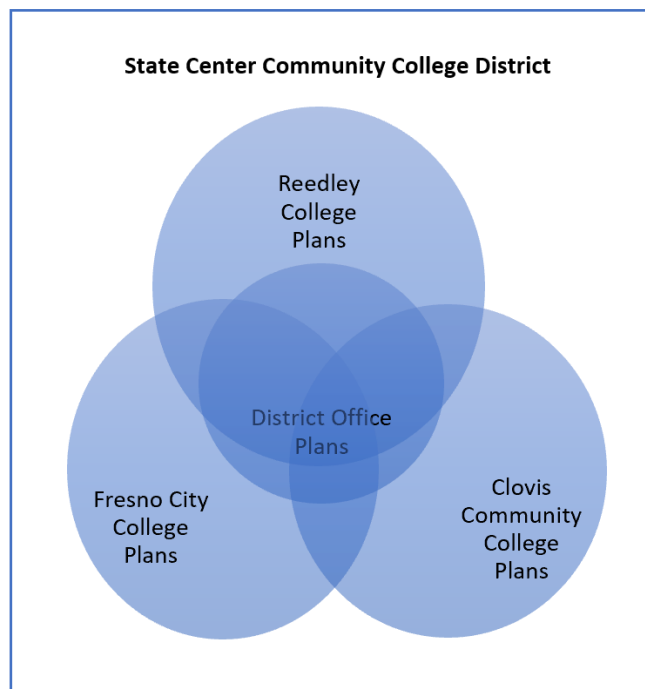 State Center Community College District
Reedley
College
Plans
District Office
Plans
Fresno City
College
Plans
Clovis
Community
College
Plans